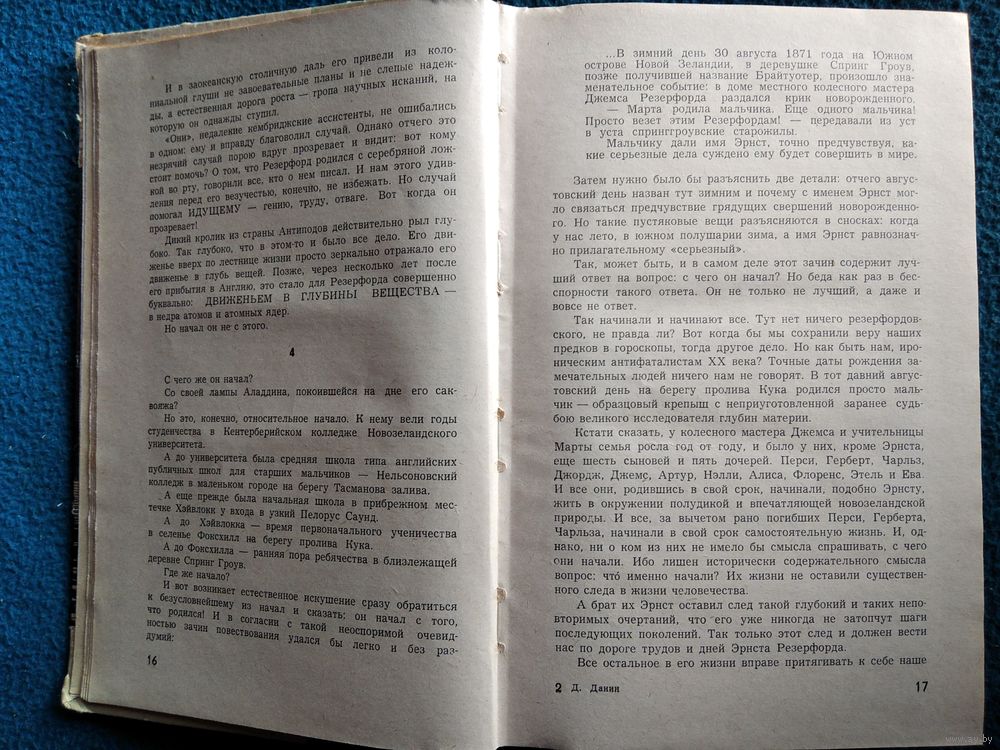 И в заокеанскую столичную даль его привели из коло-
ниальной глуши не завоевательные планы и не слепые надеж-
ды, а естественная дорога роста — тропа научных исканий, на
которую он однажды ступил.
«Они», недалекие кембриджские ассистенты, не ошибались
в одном: ему и вправду благоволил случай. Однако отчего это
незрячий случай порою вдруг прозревает и видит: вот кому
стоит помочь? О том, что Резерфорд родился с серебряной лож-
кой во рту, говорили все, кто о нем писал. И нам этого удив-
ления перед его везучестью, конечно, не избежать. Но случай
помогал ИДУЩЕМУ — гению, труду, отваге. Вот когда он
прозревает!
Дикий кролик из страны Антиподов действительно рыл глу-
боко. Так глубоко, что в этом-то и было все дело. Его дви-
женье вверх по лестнице жизни просто зеркально отражало его
движенье в глубь вещей. Позже, через несколько лет после
его прибытия в Англию, это стало для Резерфорда совершенно
буквально: ДВИЖЕНЬЕМ В ГЛУБИНЫ ВЕЩЕСТВА —
в недра атомов и атомных ядер.
Но начал он не с этого.
4
С чего же он начал?
Со своей лампы Аладдина, покоившейся на дне его сак-
вояжа?
Но это, конечно, относительное начало. К нему вели годы
студенчества в Кентерберийском колледже Новозеландского
университета.
А до университета была средняя школа типа английских
публичных школ для старших мальчиков — Нельсоновский
колледж в маленьком городе на берегу Тасманова залива.
А еще прежде была начальная школа в прибрежном мес-
течке Хэйвлокк у входа в узкий Пелорус Саунд.
А до Хэйвлокка — время первоначального ученичества
в селенье Фоксхилл на берегу пролива Кука.
А до Фоксхилла — ранняя пора ребячества в близлежащей
деревне Спринг Гроув.
Где же начало?
И вот возникает естественное искушение сразу обратиться
к безусловнейшему из начал и сказать: он начал с того,
что родился! И в согласии с такой неоспоримой очевид-
ностью зачин повествования удался бы легко и без раз-
думий:
16
...В зимний день 30 августа 1871 года на Южном
острове Новой Зеландии, в деревушке Спринг Гроув,
позже получившей название Брайтуотер, произошло зна-
менательное событие: в доме местного колесного мастера
Джемса Резерфорда раздался крик новорожденного.
— Марта родила мальчика. Еще одного мальчика!
Просто везет этим Резерфордам! — передавали из уст
в уста спринггроувские старожилы.
Мальчику дали имя Эрнст, точно предчувствуя, ка-
кие серьезные дела суждено ему будет совершить в мире.
Затем нужно было бы разъяснить две детали: отчего авгус-
товский день назван тут зимним и почему с именем Эрнст мог-
ло связаться предчувствие грядущих свершений новорожденно-
го. Но такие пустяковые вещи разъясняются в сносках: когда
у нас лето, в южном полушарии зима, а имя Эрнст равнознач-
но прилагательному «серьезный».
Так, может быть, и в самом деле этот зачин содержит луч-
ший ответ на вопрос: с чего он начал? Но беда как раз в бес-
спорности такого ответа. Он не только не лучший, а даже и
вовсе не ответ.
Так начинали и начинают все. Тут нет ничего резерфордов-
ского, не правда ли? Вот когда бы мы сохранили веру наших
предков в гороскопы, тогда другое дело. Но как быть нам, иро-
ническим антифаталистам XX века? Точные даты рождения за-
мечательных людей ничего нам не говорят. В тот давний авгус-
товский день на берегу пролива Кука родился просто маль-
чик — образцовый крепыш с неприуготовленной заранее судь-
бою великого исследователя глубин материи.
Кстати сказать, у колесного мастера Джемса и учительницы
Марты семья росла год от году, и было у них, кроме Эрнста,
еще шесть сыновей и пять дочерей. Перси, Герберт, Чарльз,
Джордж, Джемс, Артур, Нэлли, Алиса, Флоренс, Этель и Ева.
И все они, родившись в свой срок, начинали, подобно Эрнсту,
жить в окружении полудикой и впечатляющей новозеландской
природы. И все, за вычетом рано погибших Перси, Герберта,
Чарльза, начинали в свой срок самостоятельную жизнь. И, од-
нако, ни о ком из них не имело бы смысла спрашивать, с чего
они начали. Ибо лишен исторически содержательного смысла
вопрос: что́ именно начали? Их жизни не оставили существен-
ного следа в жизни человечества.
А брат их Эрнст оставил след такой глубокий и таких непо-
вторимых очертаний, что его уже никогда не затопчут шаги
последующих поколений. Так только этот след и должен вести
нас по дороге трудов и дней Эрнста Резерфорда.
Все остальное в его жизни вправе притягивать к себе наше
2 Д. Данин
17
www.ay.by